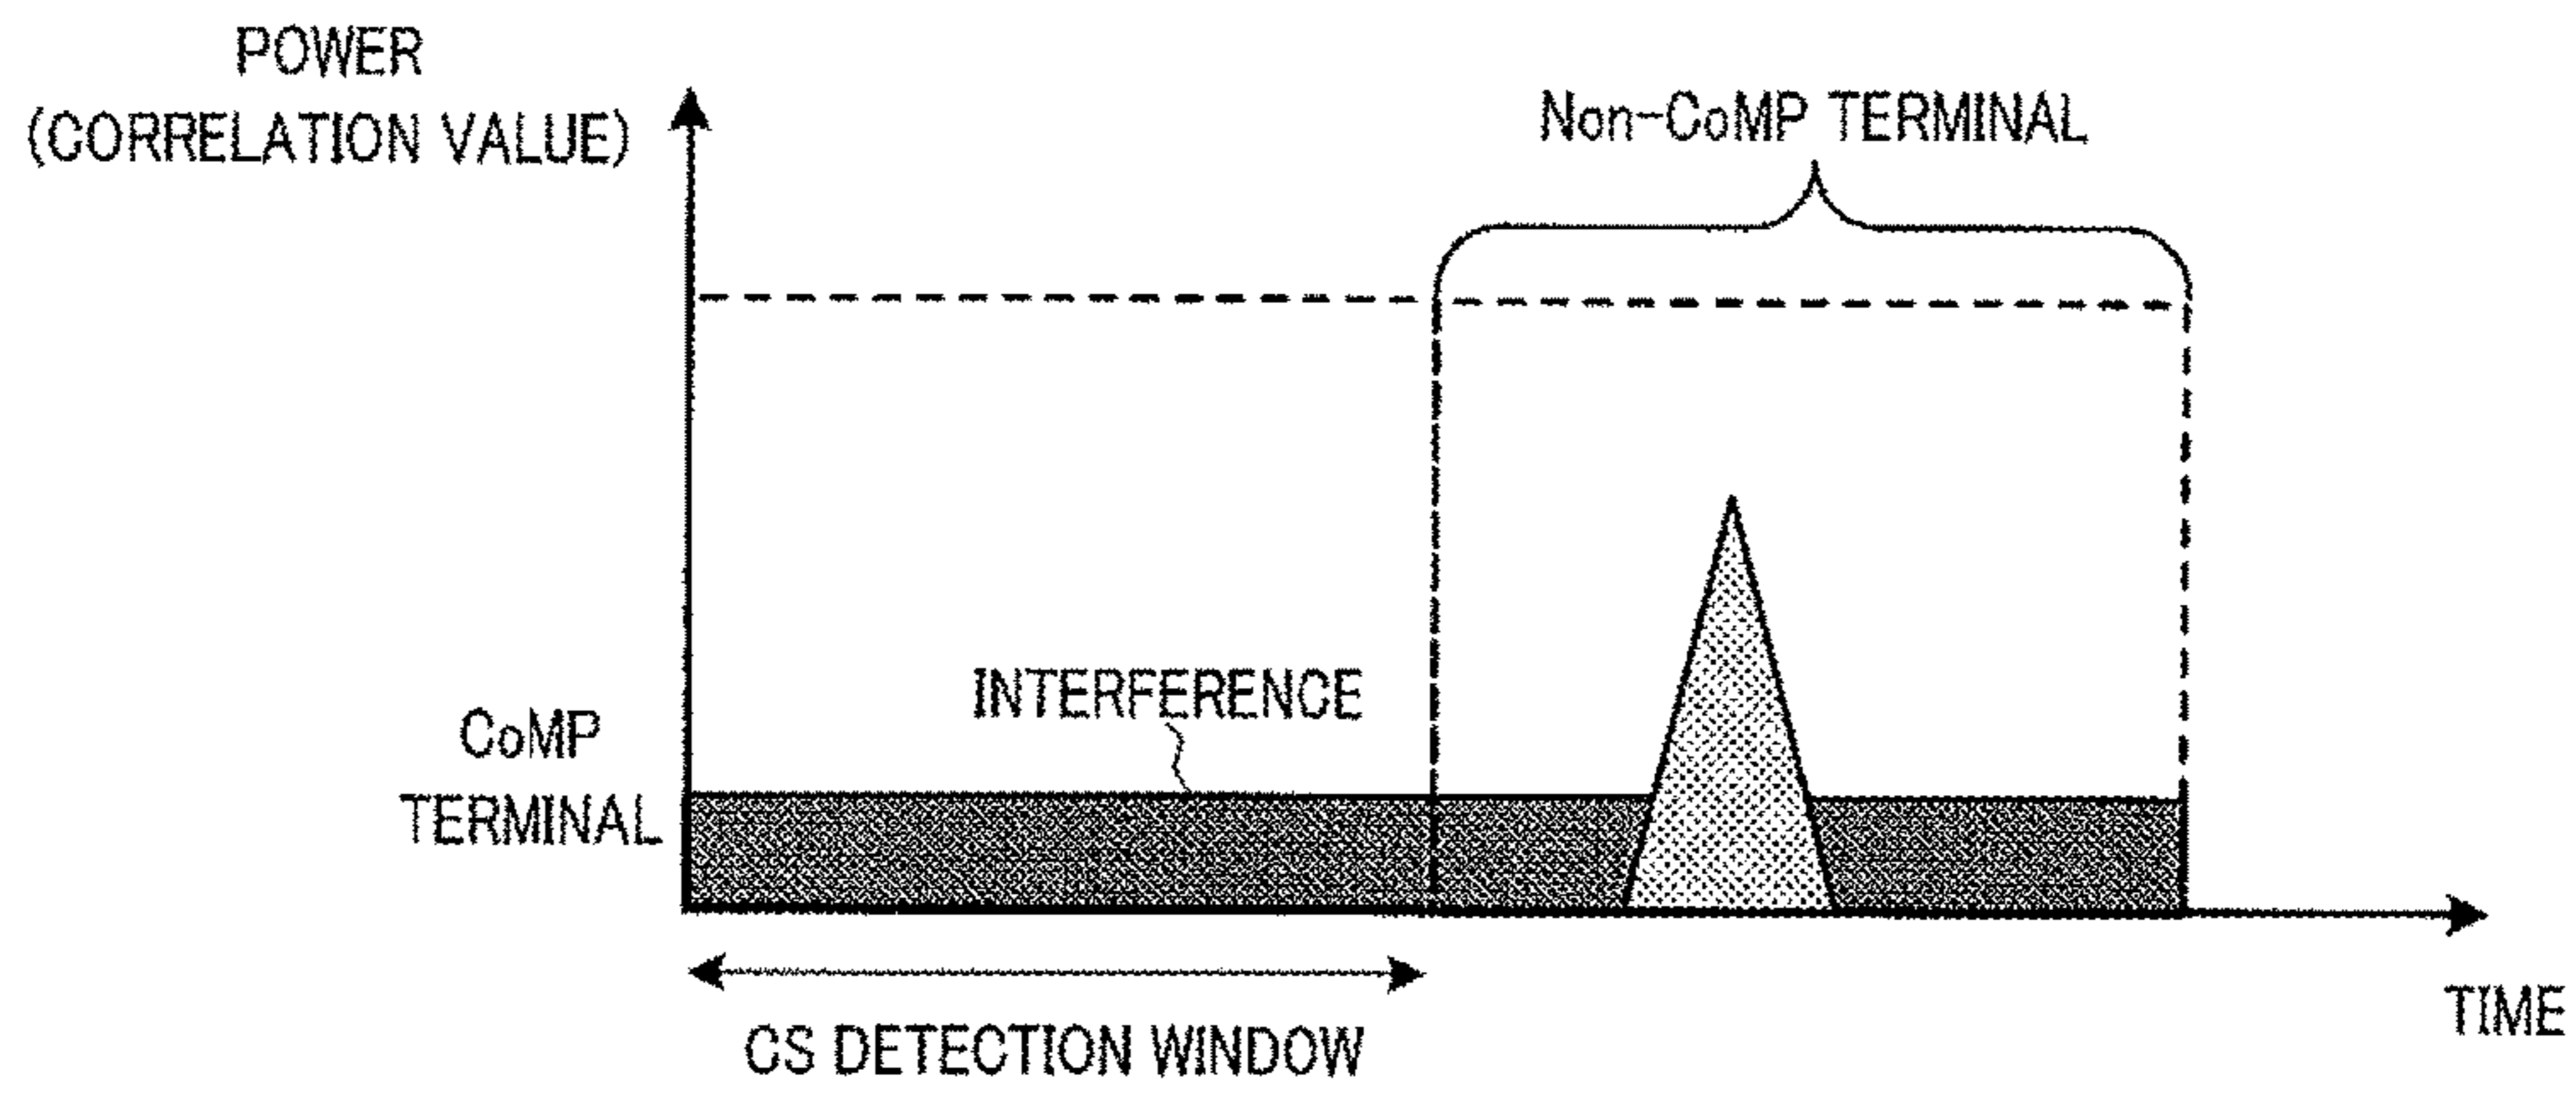 POWER
(CORRELATION VALUE)
Non-CoMP TERMINAL
INTERFERENCE
CoMP
TERMINAL
CS DETECTION WINDOW
TIME